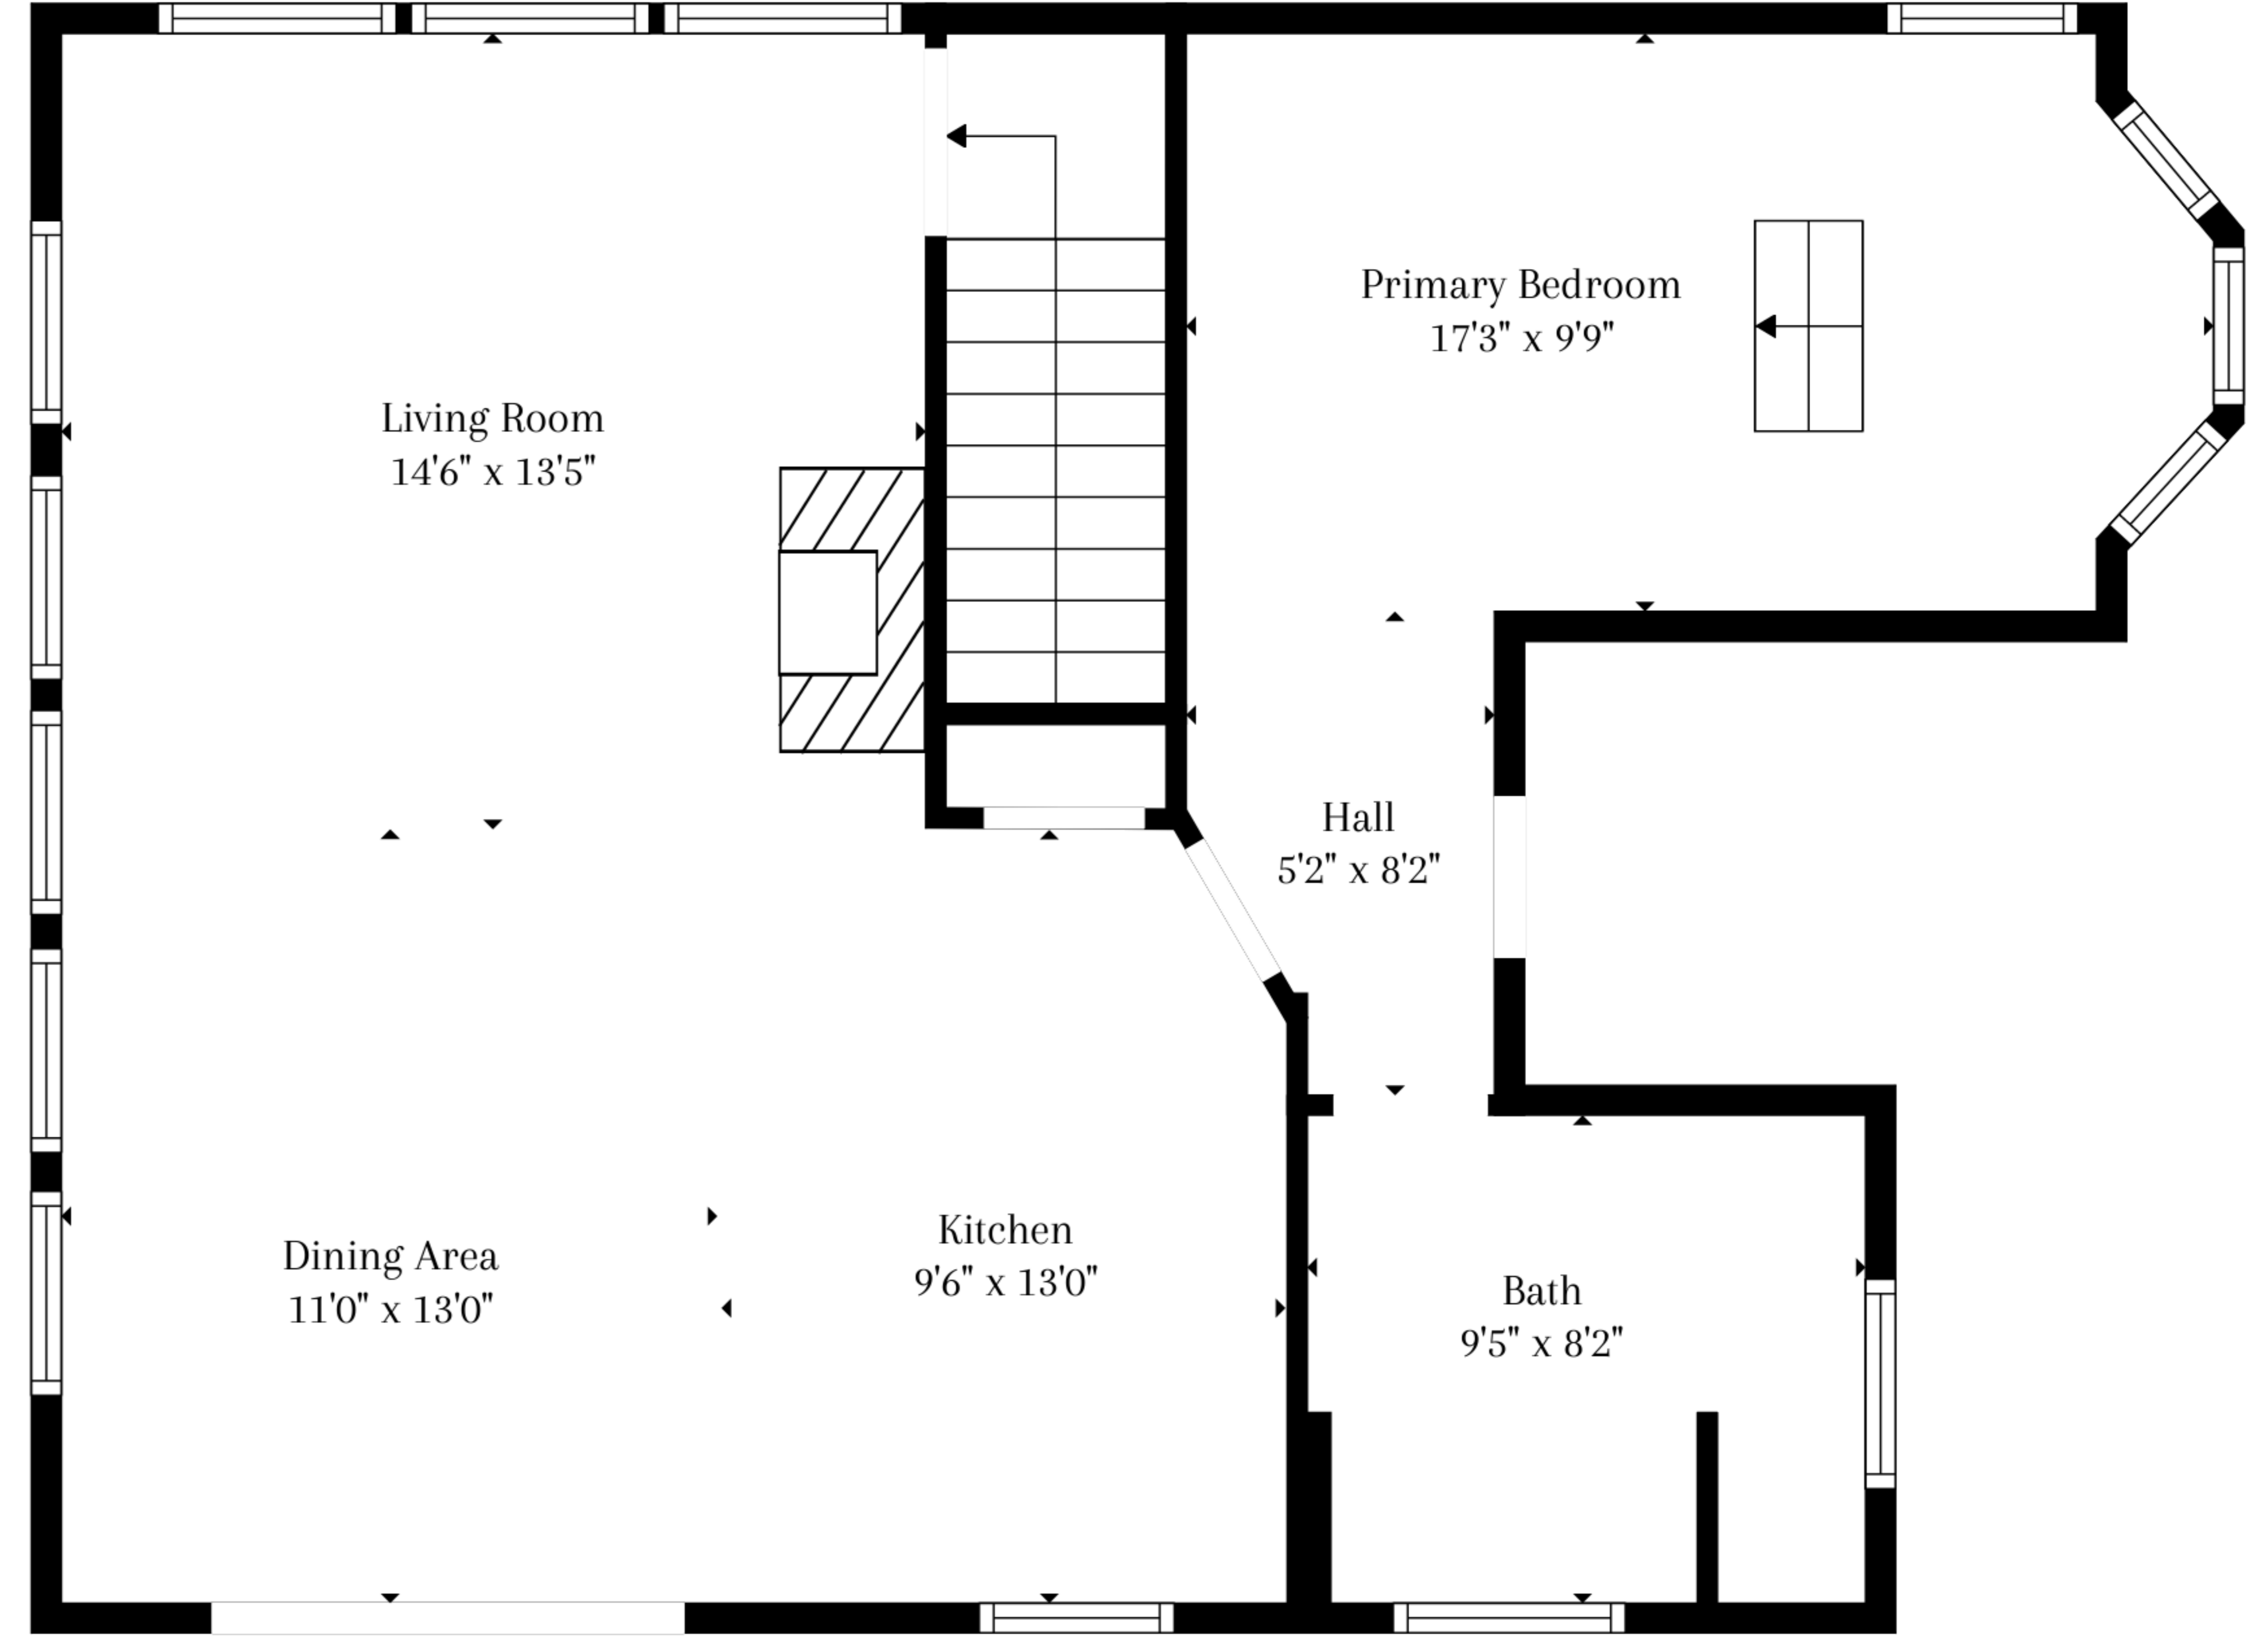 Primary Bedroom
17'3" x 9'9"
Living Room
14'6" x 13'5"
Hall
5'2" x 8'2"
Kitchen
9'6" x 13'0"
Dining Area
11'0" x 13'0"
Bath
9'5" x 8'2"